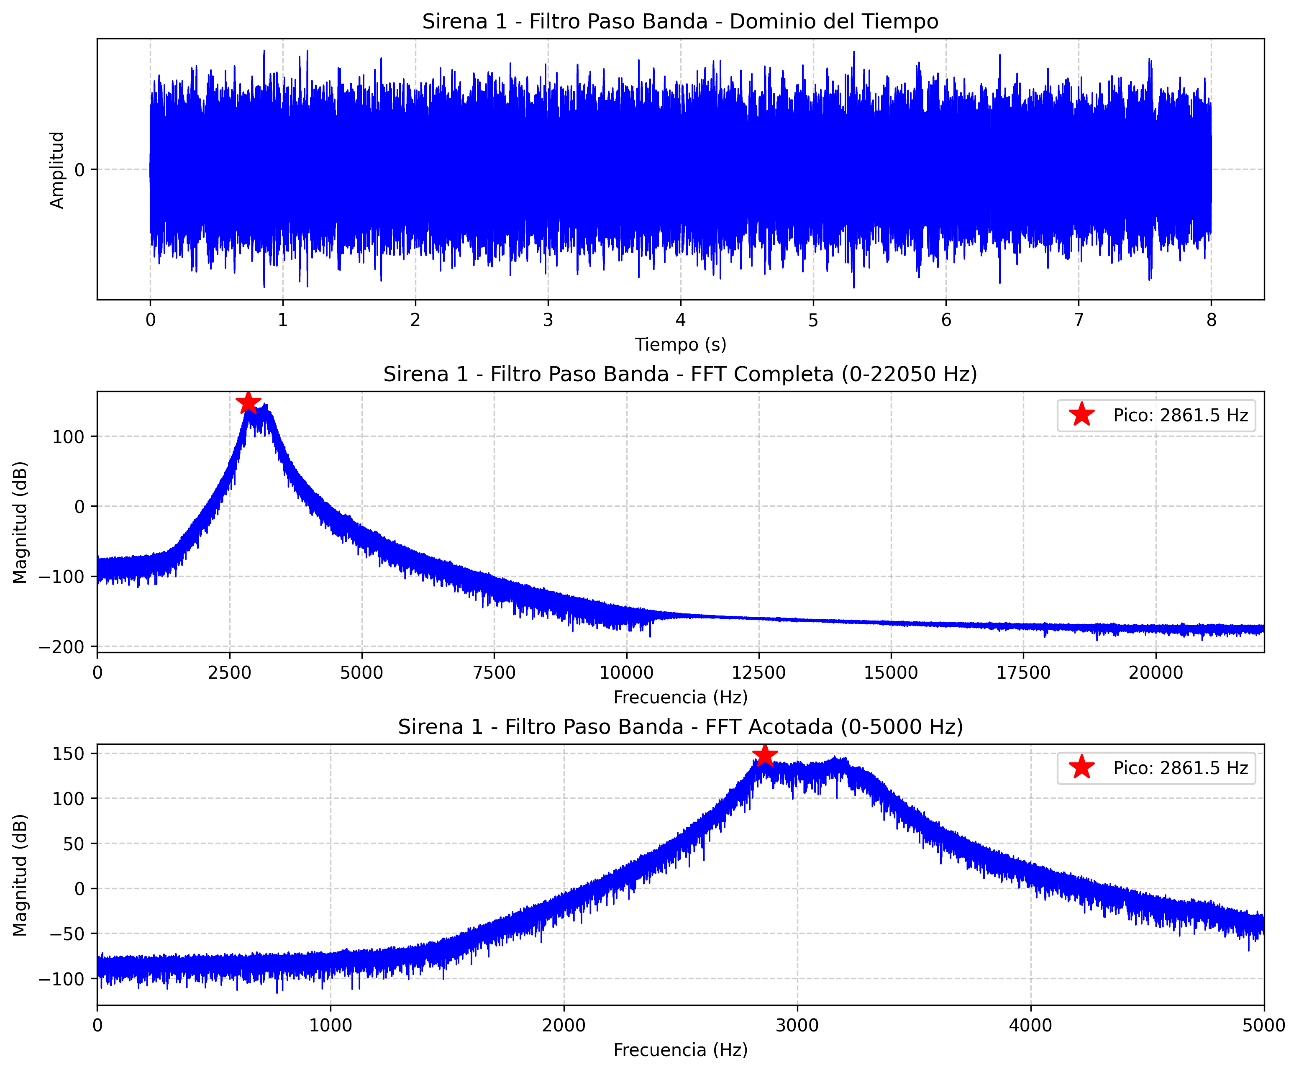 Sirena 1 - Filtro Paso Banda - Dominio del Tiempo
Amplitud
0
0 1 2 3 4 5 6 7 8
Tiempo (s)
Sirena 1 - Filtro Paso Banda - FFT Completa (0-22050 Hz)
Pico: 2861.5 Hz
Magnitud (dB)
100
0
−100
−200
0 2500 5000 7500 10000 12500 15000 17500 20000
Frecuencia (Hz)
Sirena 1 - Filtro Paso Banda - FFT Acotada (0-5000 Hz)
Pico: 2861.5 Hz
Magnitud (dB)
150
100
50
0
−50
−100
0 1000 2000 3000 4000 5000
Frecuencia (Hz)